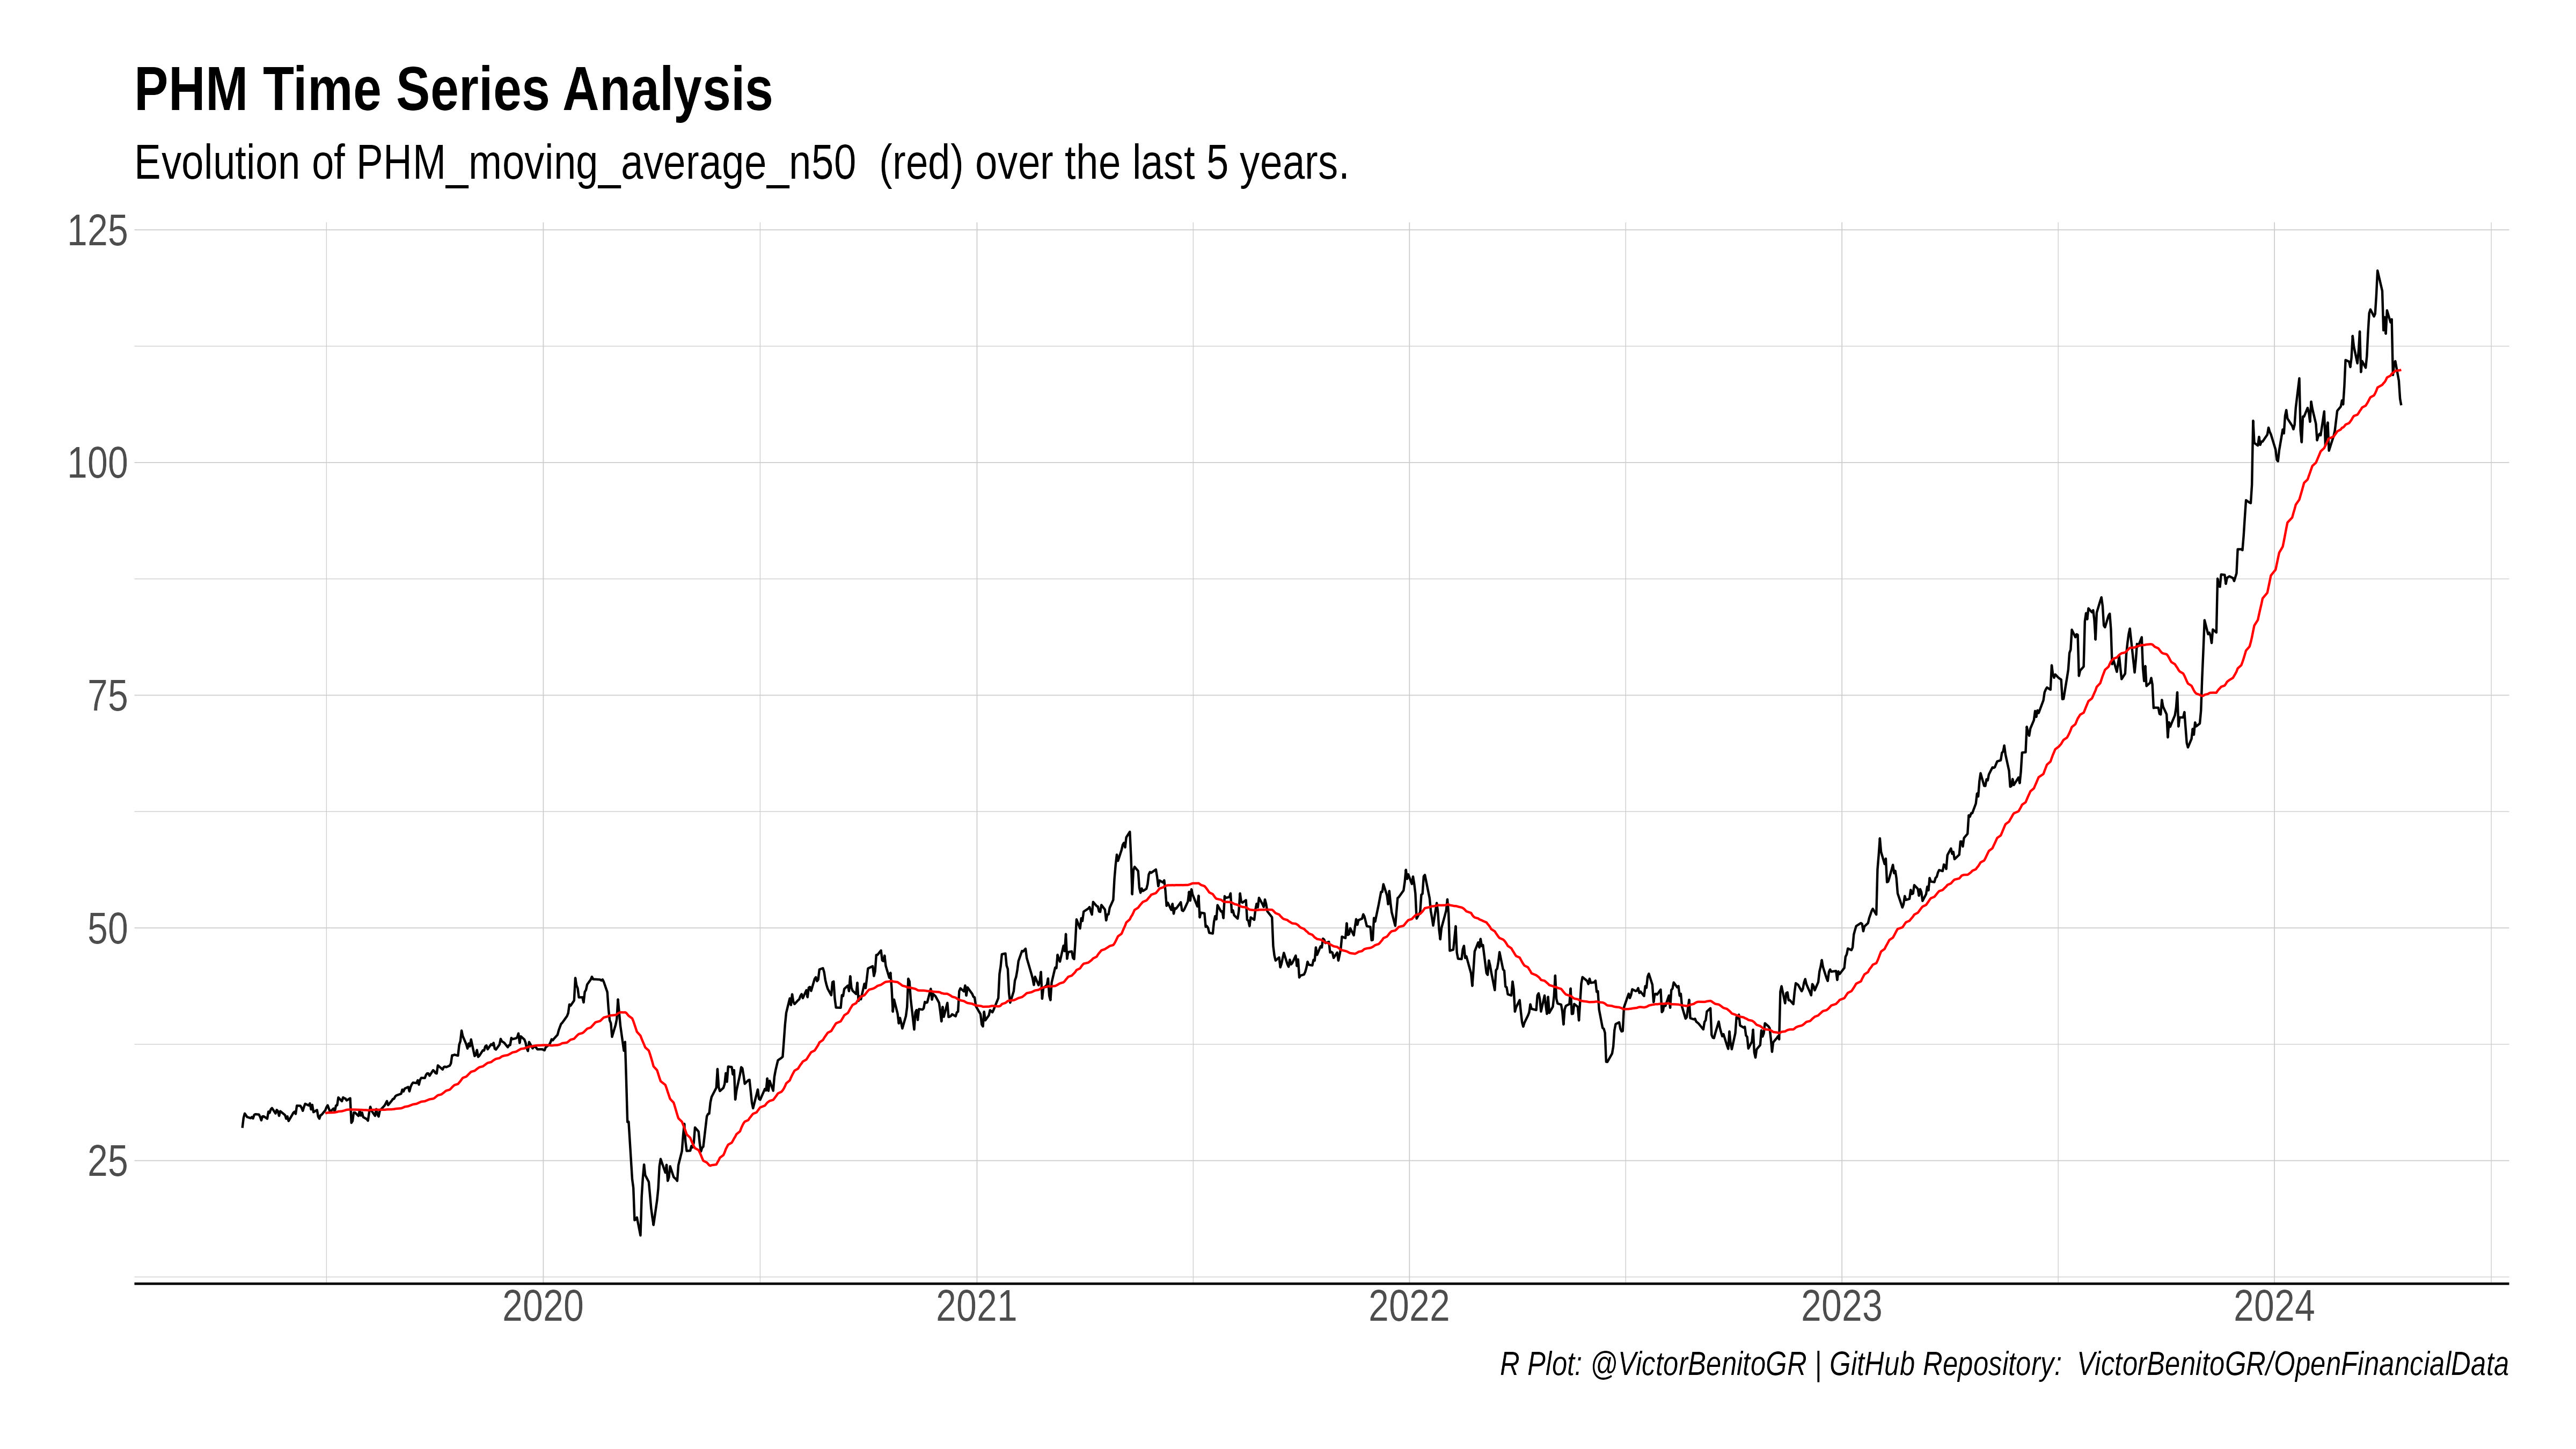 PHM Time Series Analysis
Evolution of PHM_moving_average_n50  (red) over the last 5 years.
125
100
75
50
25
2020 2021 2022 2023 2024
R Plot: @VictorBenitoGR | GitHub Repository:  VictorBenitoGR/OpenFinancialData